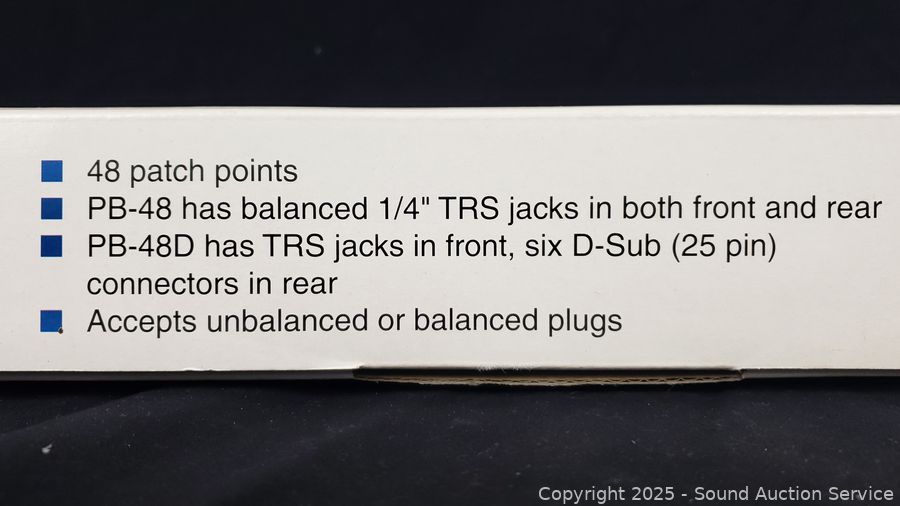 48 patch points
PB-48 has balanced 1/4" TRS jacks in both front and rear
PB-48D has TRS jacks in front, six D-Sub (25 pin)
connectors in rear
Accepts unbalanced or balanced plugs
Copyright 2025 - Sound Auction Service